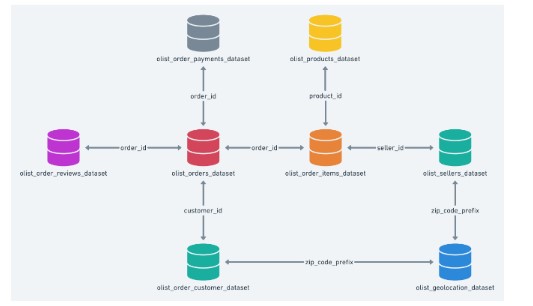 olist_order_payments_dataset
olist_products_dataset
order_id
product_id
order_id
order_id
seller_id
olist_order_reviews_dataset
olist_orders_dataset
olist_order_items_dataset
olist_sellers_dataset
customer_id
zip_code_prefix
zip_code_prefix
olist_order_customer_dataset
olist_geolocation_dataset